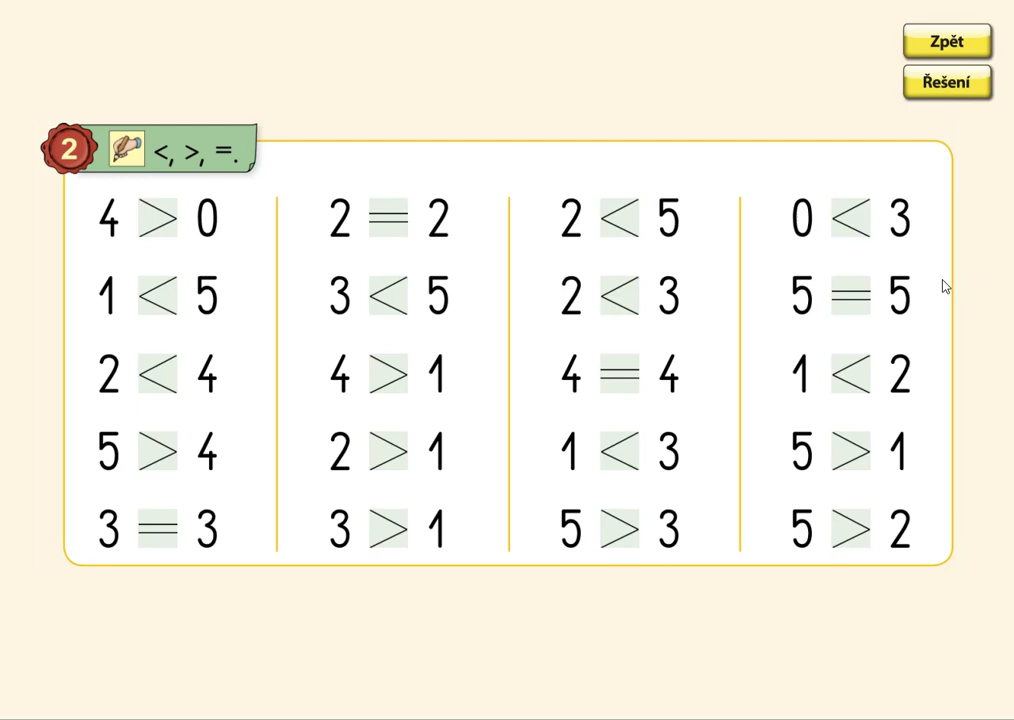 Zpět
Řešení
2 <, >, =.
4 > 0 2 = 2 2 < 5 0 < 3
1 < 5 3 < 5 2 < 3 5 = 5
2 < 4 4 > 1 4 = 4 1 < 2
5 > 4 2 > 1 1 < 3 5 > 1
3 = 3 3 > 1 5 > 3 5 > 2